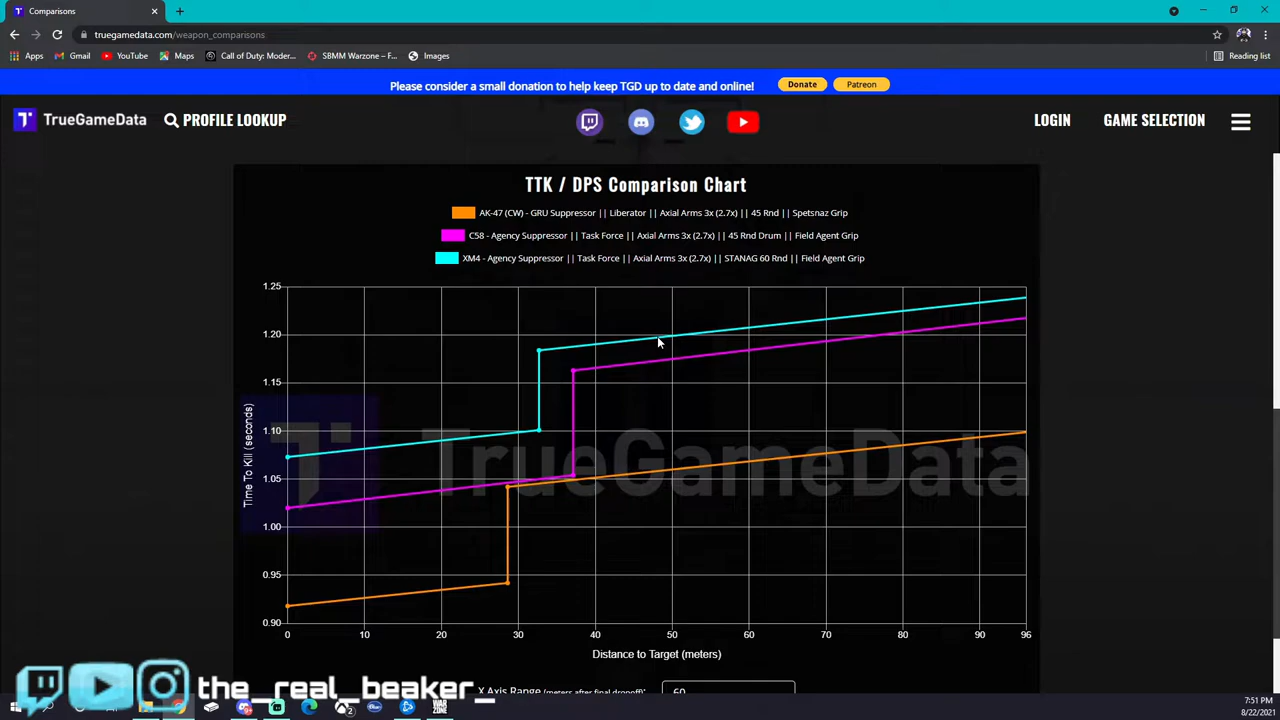 Comparisons
truegamedata.com/weapon_comparisons
Apps Gmail YouTube Maps Call of Duty: Moder... SBMM Warzone – F... Images Reading list
Please consider a small donation to help keep TGD up to date and online! Donate Patreon
TrueGameData PROFILE LOOKUP LOGIN GAME SELECTION
TTK / DPS Comparison Chart
AK-47 (CW) - GRU Suppressor || Liberator || Axial Arms 3x (2.7x) || 45 Rnd || Spetsnaz Grip
C58 - Agency Suppressor || Task Force || Axial Arms 3x (2.7x) || 45 Rnd Drum || Field Agent Grip
XM4 - Agency Suppressor || Task Force || Axial Arms 3x (2.7x) || STANAG 60 Rnd || Field Agent Grip
1.25
1.20
1.15
1.10
1.05
1.00
0.95
0.90
Time To Kill (seconds)
TrueGameData
0 10 20 30 40 50 60 70 80 90 96
Distance to Target (meters)
X Axis Range (meters after final dropoff): 60
the_real_beaker_
WAR ZONE
7:51 PM
8/22/2021